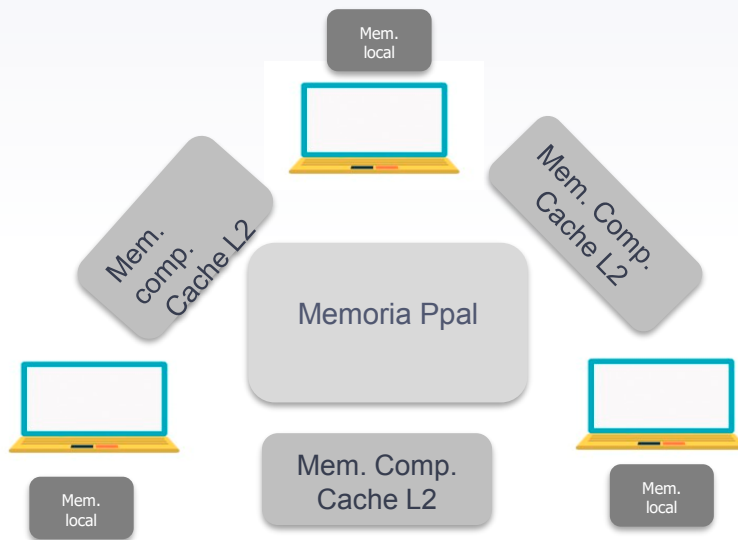 Mem.
local
Mem.
comp.
Cache L2
Mem. Comp.
Cache L2
Memoria Ppal
Mem. Comp.
Cache L2
Mem.
local
Mem.
local